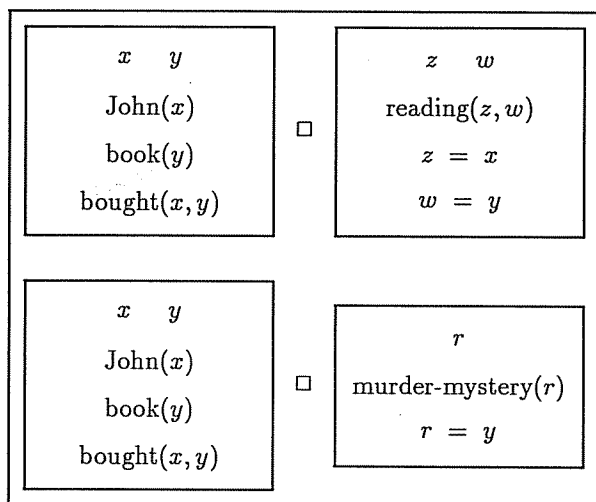 x y
John(x)
book(y)
bought(x, y)
□
z w
reading(z, w)
z = x
w = y
x y
John(x)
book(y)
bought(x, y)
□
r
murder-mystery(r)
r = y